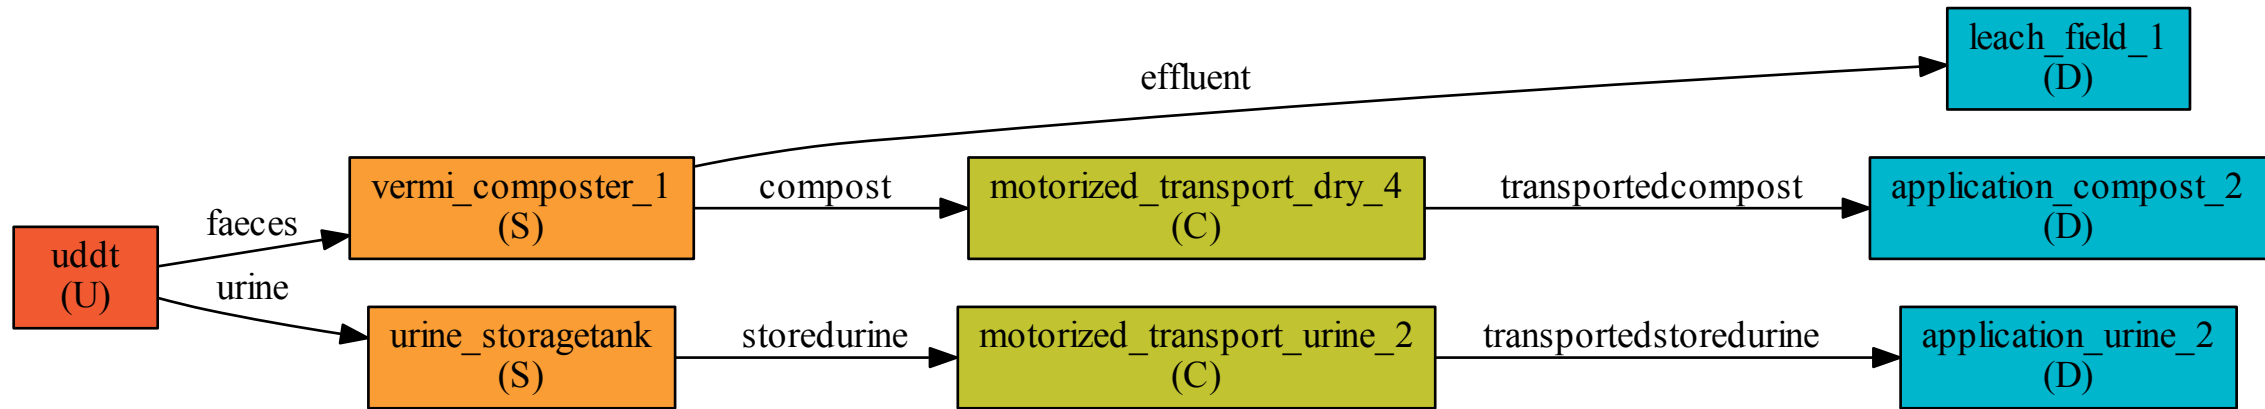 leach_field_1
(D)
effluent
vermi_composter_1
(S)
compost
motorized_transport_dry_4
(C)
transportedcompost
application_compost_2
(D)
faeces
uddt
(U)
urine
urine_storagetank
(S)
storedurine
motorized_transport_urine_2
(C)
transportedstoredurine
application_urine_2
(D)